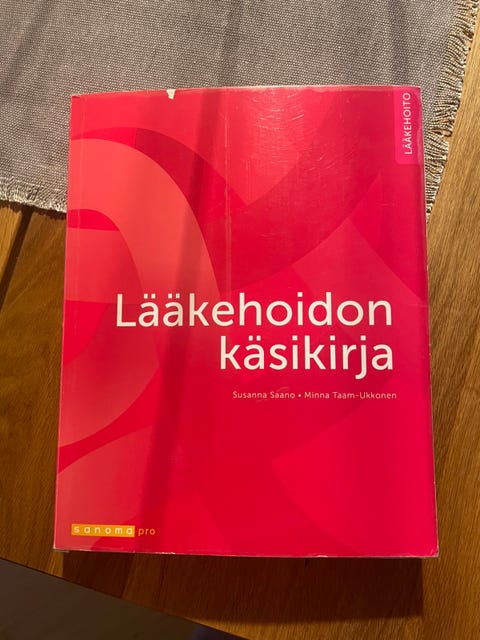 LÄÄKEHOITO
Lääkehoidon
käsikirja
Susanna Saano • Minna Taam-Ukkonen
sanoma pro